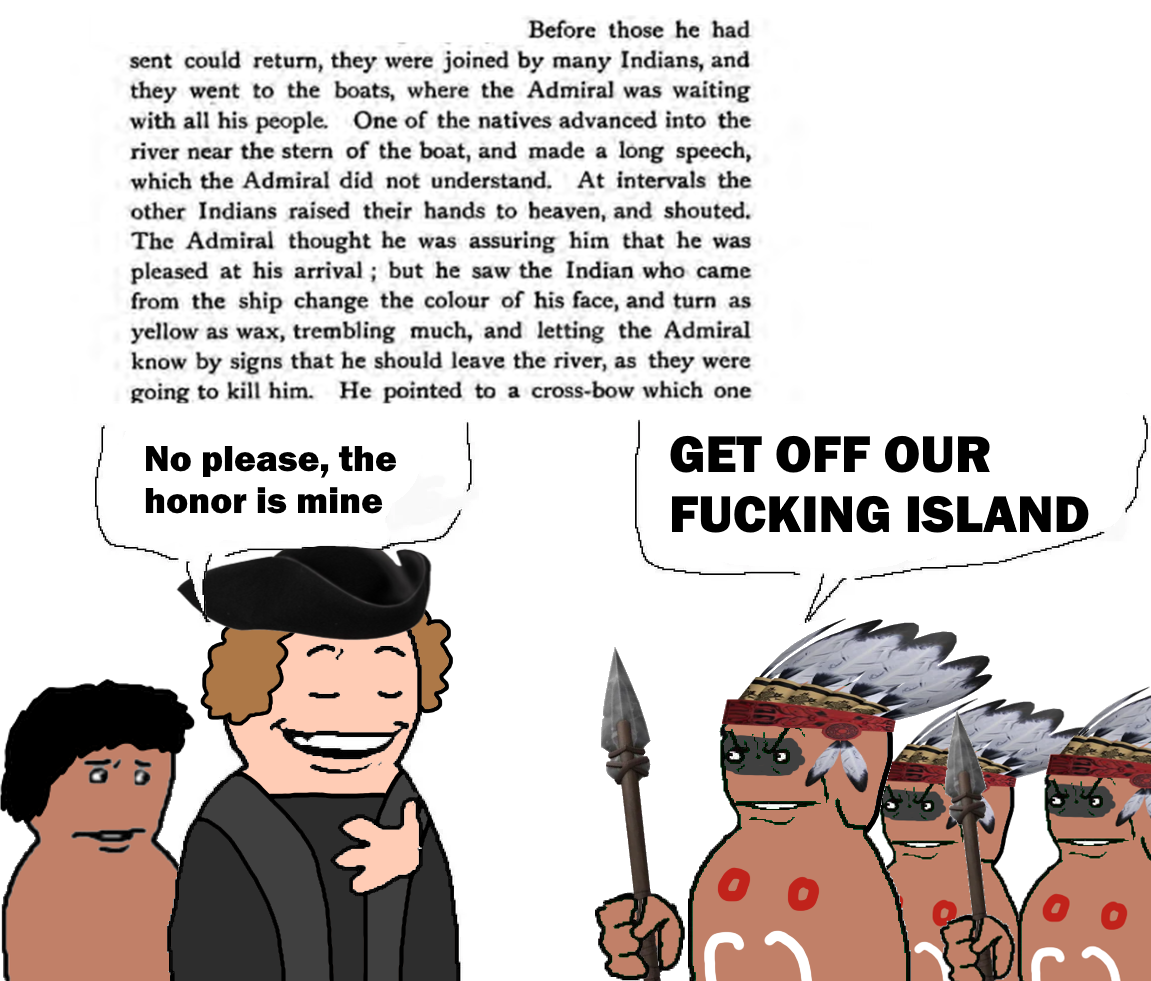 Before those he had
sent could return, they were joined by many Indians, and
they went to the boats, where the Admiral was waiting
with all his people. One of the natives advanced into the
river near the stern of the boat, and made a long speech,
which the Admiral did not understand. At intervals the
other Indians raised their hands to heaven, and shouted.
The Admiral thought he was assuring him that he was
pleased at his arrival ; but he saw the Indian who came
from the ship change the colour of his face, and turn as
yellow as wax, trembling much, and letting the Admiral
know by signs that he should leave the river, as they were
going to kill him. He pointed to a cross-bow which one
No please, the
honor is mine
GET OFF OUR
FUCKING ISLAND